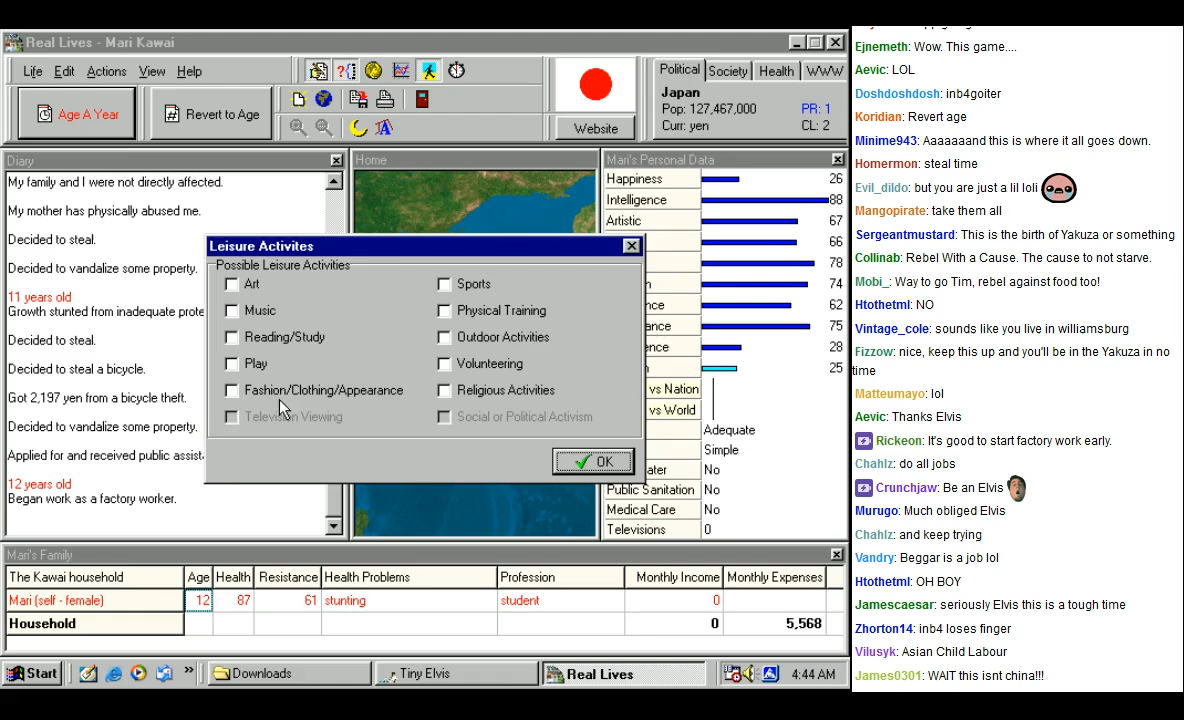 Real Lives - Mari Kawai
Life Edit Actions View Help
Age A Year
Revert to Age
Website
Political Society Health WWW
Japan
Pop: 127,467,000 PR: 1
Curr: yen CL: 2
Diary
My family and I were not directly affected.
My mother has physically abused me.
Decided to steal.
Decided to vandalize some property.
11 years old
Growth stunted from inadequate prote
Decided to steal.
Decided to steal a bicycle.
Got 2,197 yen from a bicycle theft.
Decided to vandalize some property.
Applied for and received public assist
12 years old
Began work as a factory worker.
Home
Leisure Activites
Possible Leisure Activities
Art
Music
Reading/Study
Play
Fashion/Clothing/Appearance
Television Viewing
Sports
Physical Training
Outdoor Activities
Volunteering
Religious Activities
Social or Political Activism
OK
Mari's Personal Data
Happiness 26
Intelligence 88
Artistic 67
66
78
74
nce 62
ance 75
ence 28
25
vs Nation
vs World
Adequate
Simple
ater No
Public Sanitation No
Medical Care No
Televisions 0
Mari's Family
The Kawai household Age Health Resistance Health Problems Profession Monthly Income Monthly Expenses
Mari (self - female) 12 87 61 stunting student 0
Household 0 5,568
Start
Downloads
Tiny Elvis
Real Lives
4:44 AM
Ejnemeth: Wow. This game....
Aevic: LOL
Doshdoshdosh: inb4goiter
Koridian: Revert age
Minime943: Aaaaaaand this is where it all goes down.
Homermon: steal time
Evil_dildo: but you are just a lil loli
Mangopirate: take them all
Sergeantmustard: This is the birth of Yakuza or something
Collinab: Rebel With a Cause. The cause to not starve.
Mobi_: Way to go Tim, rebel against food too!
Htothetml: NO
Vintage_cole: sounds like you live in williamsburg
Fizzow: nice, keep this up and you'll be in the Yakuza in no
time
Matteumayo: lol
Aevic: Thanks Elvis
Rickeon: It's good to start factory work early.
Chahlz: do all jobs
Crunchjaw: Be an Elvis
Murugo: Much obliged Elvis
Chahlz: and keep trying
Vandry: Beggar is a job lol
Htothetml: OH BOY
Jamescaesar: seriously Elvis this is a tough time
Zhorton14: inb4 loses finger
Vilusyk: Asian Child Labour
James0301: WAIT this isnt china!!!